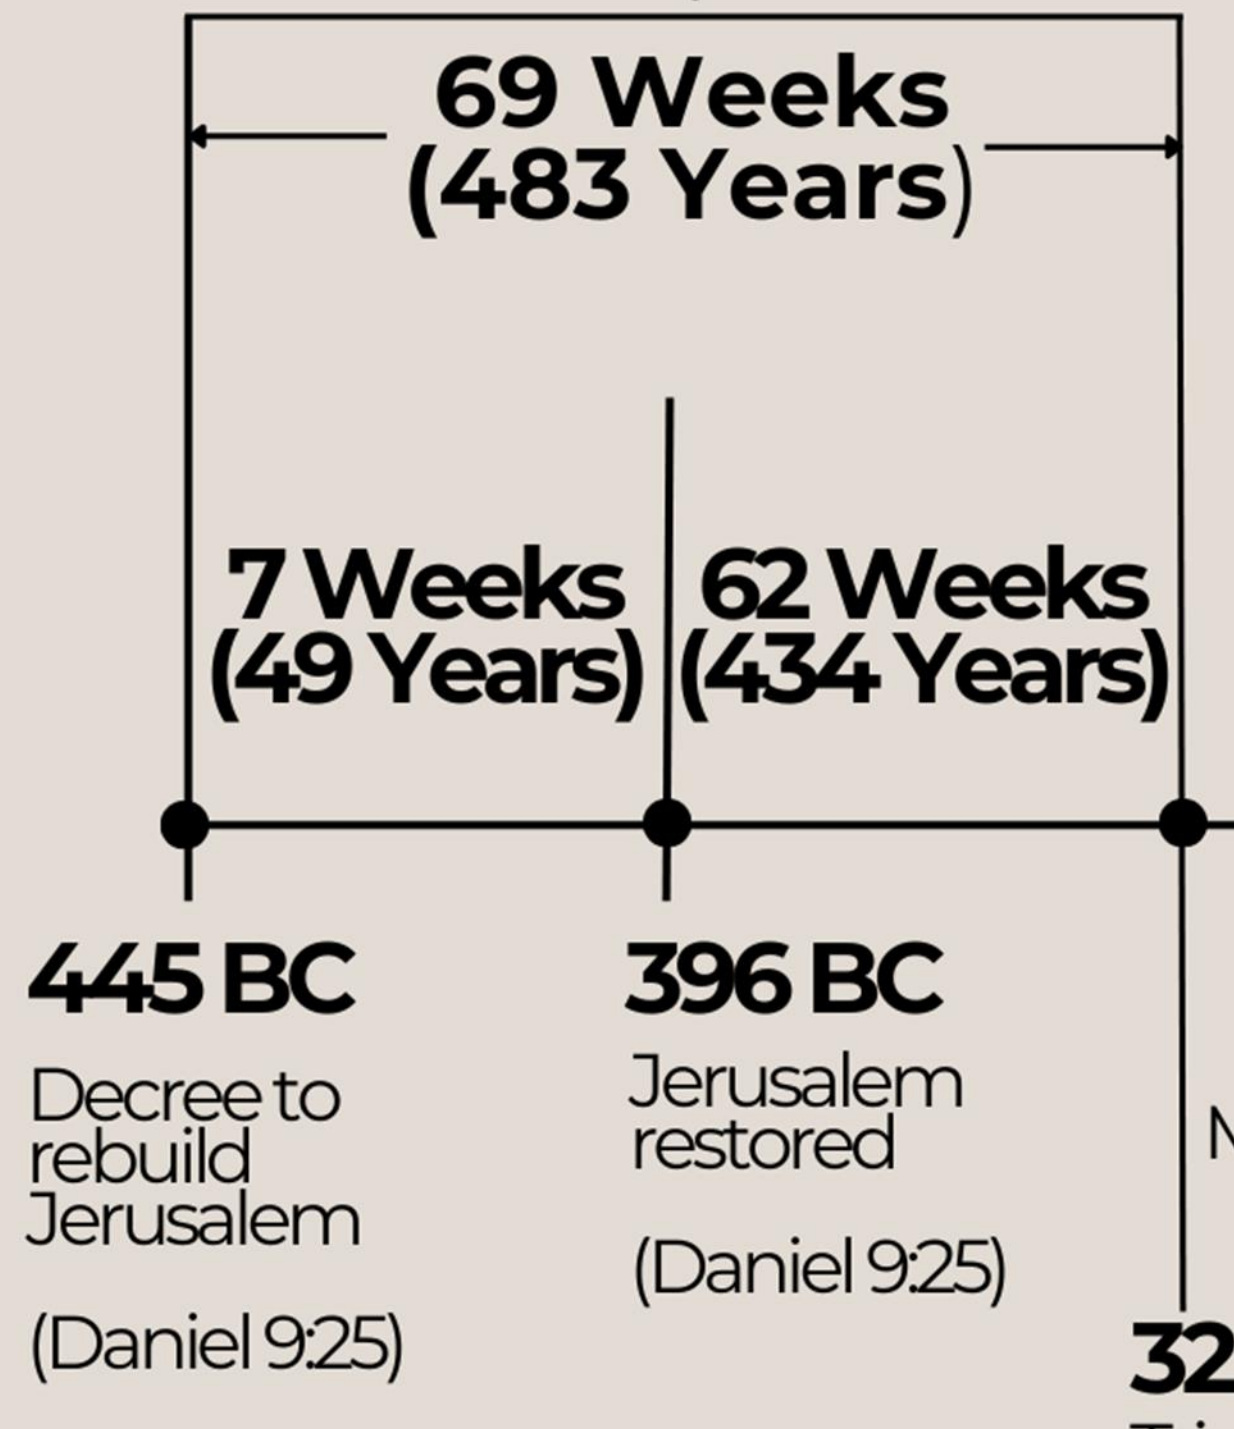 69 Weeks
(483 Years)
7 Weeks
(49 Years)
62 Weeks
(434 Years)
445 BC
Decree to
rebuild
Jerusalem
(Daniel 9:25)
396 BC
Jerusalem
restored
(Daniel 9:25)
32